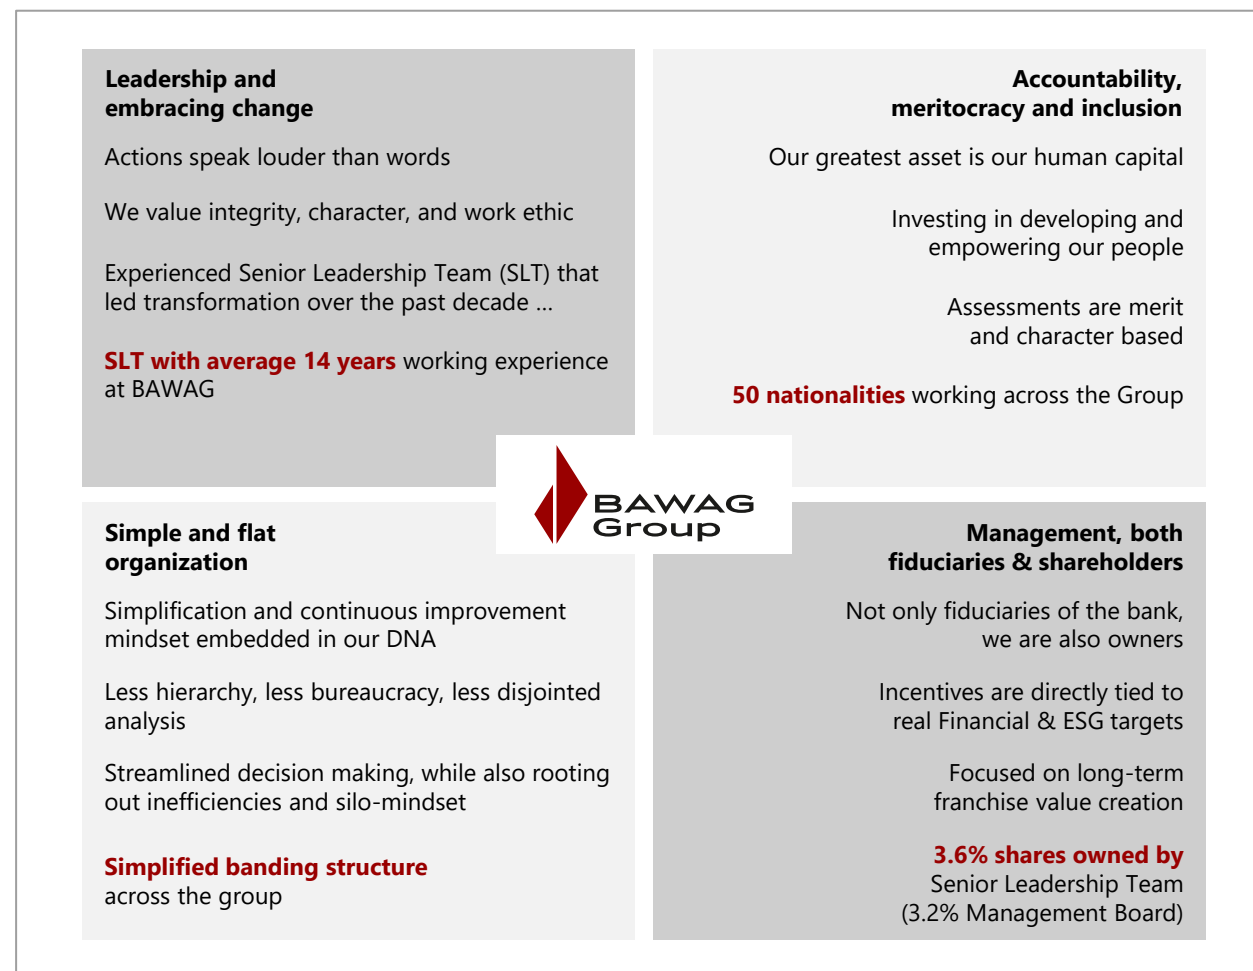 Leadership and
embracing change
Actions speak louder than words
We value integrity, character, and work ethic
Experienced Senior Leadership Team (SLT) that
led transformation over the past decade ...
SLT with average 14 years working experience
at BAWAG
Accountability,
meritocracy and inclusion
Our greatest asset is our human capital
Investing in developing and
empowering our people
Assessments are merit
and character based
50 nationalities working across the Group
BAWAG
Group
Simple and flat
organization
Simplification and continuous improvement
mindset embedded in our DNA
Less hierarchy, less bureaucracy, less disjointed
analysis
Streamlined decision making, while also rooting
out inefficiencies and silo-mindset
Simplified banding structure
across the group
Management, both
fiduciaries & shareholders
Not only fiduciaries of the bank,
we are also owners
Incentives are directly tied to
real Financial & ESG targets
Focused on long-term
franchise value creation
3.6% shares owned by
Senior Leadership Team
(3.2% Management Board)